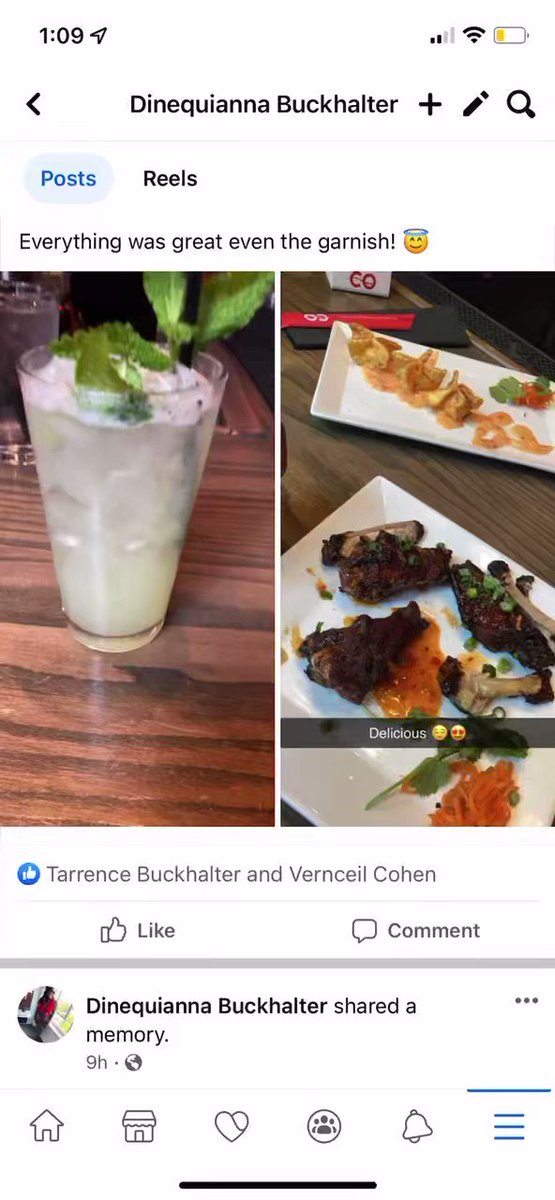 1:09
Dinequianna Buckhalter
Posts
Reels
Everything was great even the garnish! 😇
CO
Delicious 😋😍
Tarrence Buckhalter and Vernceil Cohen
Like
Comment
Dinequianna Buckhalter shared a
memory.
9h ·